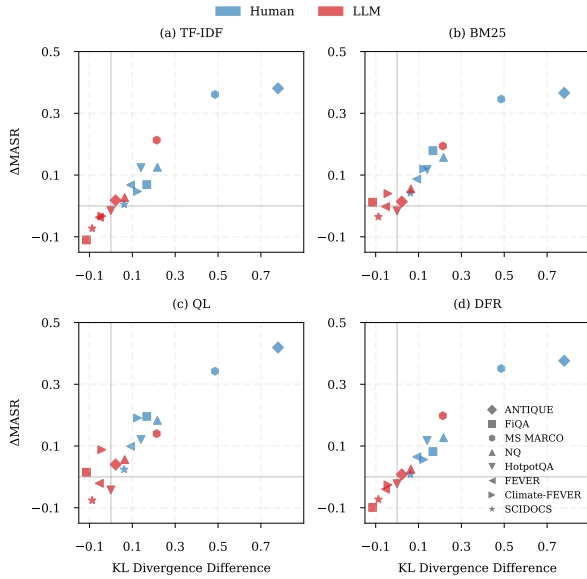 Human LLM
(a) TF-IDF
(b) BM25
0.5
0.3
0.1
−0.1
ΔMASR
−0.1 0.1 0.3 0.5 0.7
−0.1 0.1 0.3 0.5 0.7
0.5
0.3
0.1
−0.1
(c) QL
(d) DFR
0.5
0.3
0.1
−0.1
ΔMASR
−0.1 0.1 0.3 0.5 0.7
KL Divergence Difference
0.5
0.3
0.1
−0.1
ANTIQUE
FiQA
MS MARCO
NQ
HotpotQA
FEVER
Climate-FEVER
SCIDOCS
−0.1 0.1 0.3 0.5 0.7
KL Divergence Difference